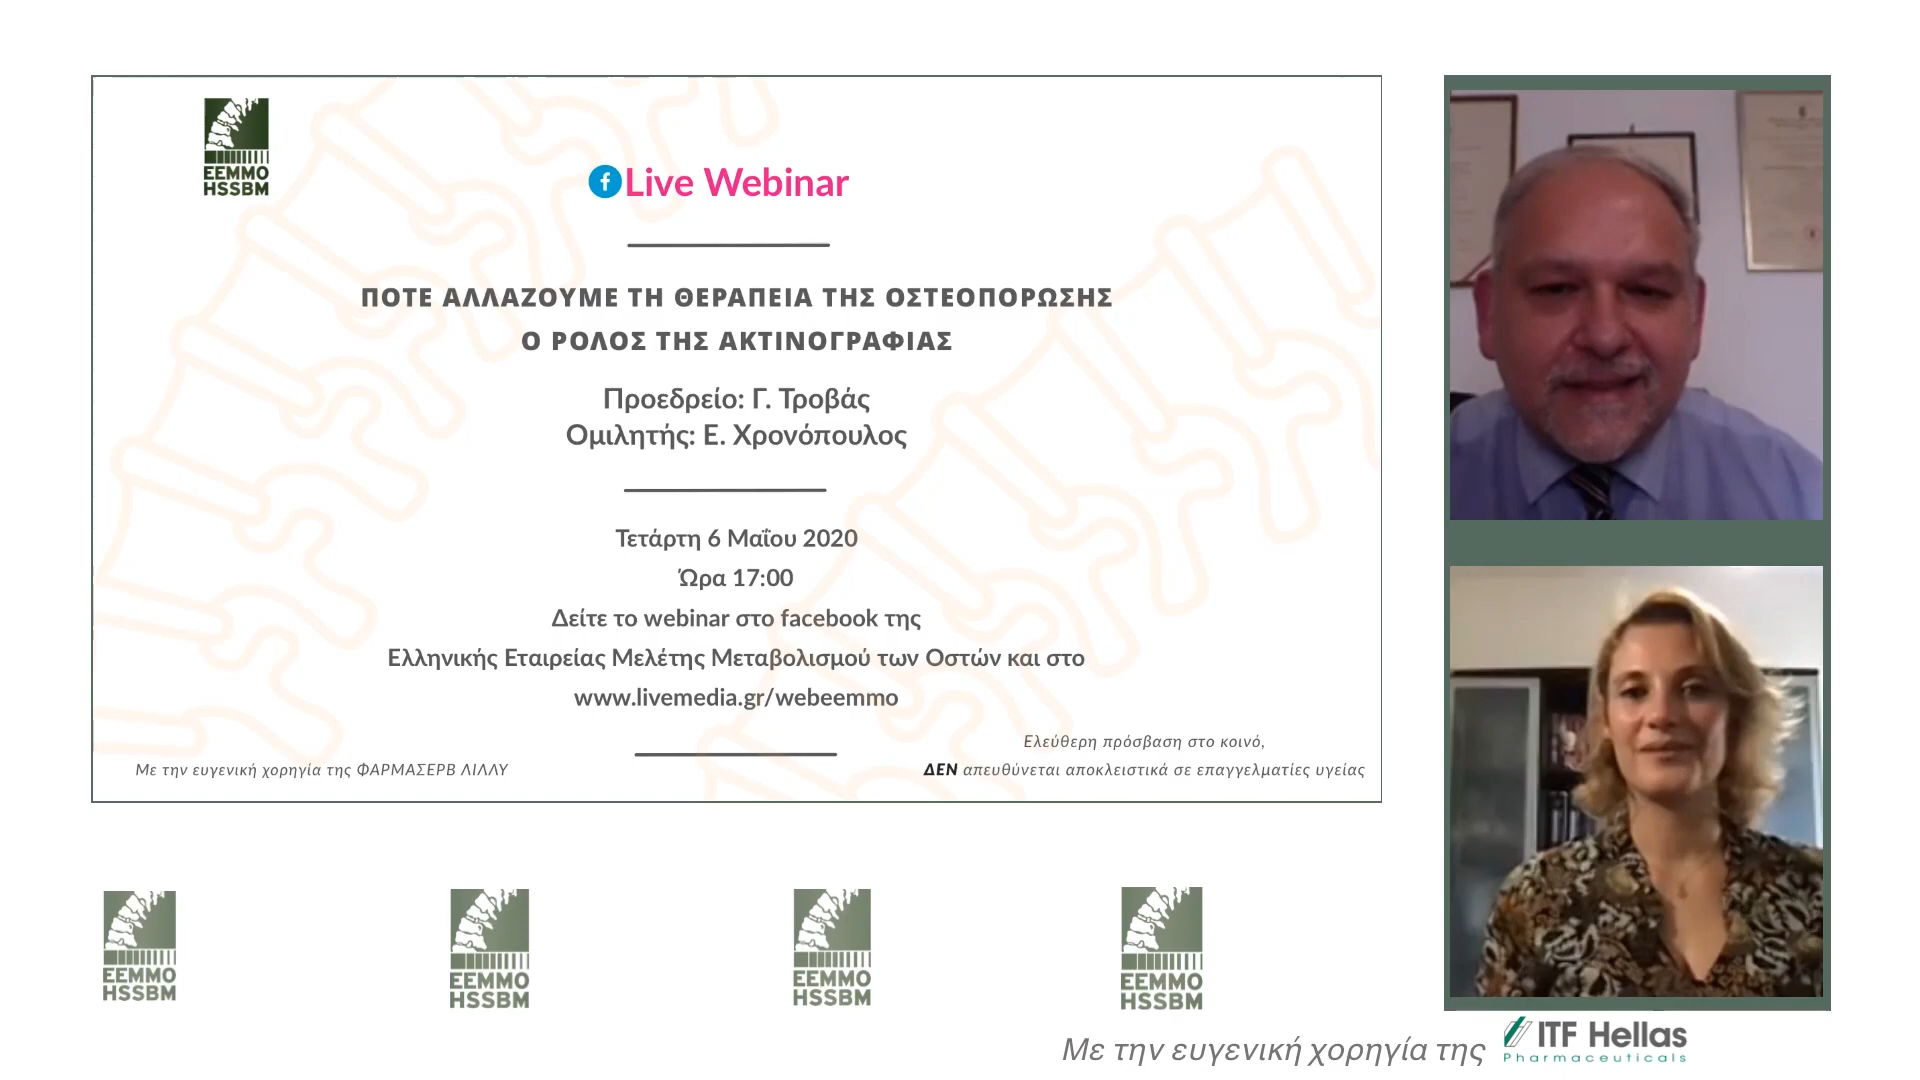 EEMMO
HSSBM
Live Webinar
ΠΟΤΕ ΑΛΛΑΖΟΥΜΕ ΤΗ ΘΕΡΑΠΕΙΑ ΤΗΣ ΟΣΤΕΟΠΟΡΩΣΗΣ
Ο ΡΟΛΟΣ ΤΗΣ ΑΚΤΙΝΟΓΡΑΦΙΑΣ
Προεδρείο: Γ. Τροβάς
Ομιλητής: Ε. Χρονόπουλος
Τετάρτη 6 Μαΐου 2020
Ώρα 17:00
Δείτε το webinar στο facebook της
Ελληνικής Εταιρείας Μελέτης Μεταβολισμού των Οστών και στο
www.livemedia.gr/webeemmo
Ελεύθερη πρόσβαση στο κοινό,
ΔΕΝ απευθύνεται αποκλειστικά σε επαγγελματίες υγείας
Με την ευγενική χορηγία της ΦΑΡΜΑΣΕΡΒ ΛΙΛΛΥ
EEMMO
HSSBM
EEMMO
HSSBM
EEMMO
HSSBM
EEMMO
HSSBM
Με την ευγενική χορηγία της
ITF Hellas
Pharmaceuticals